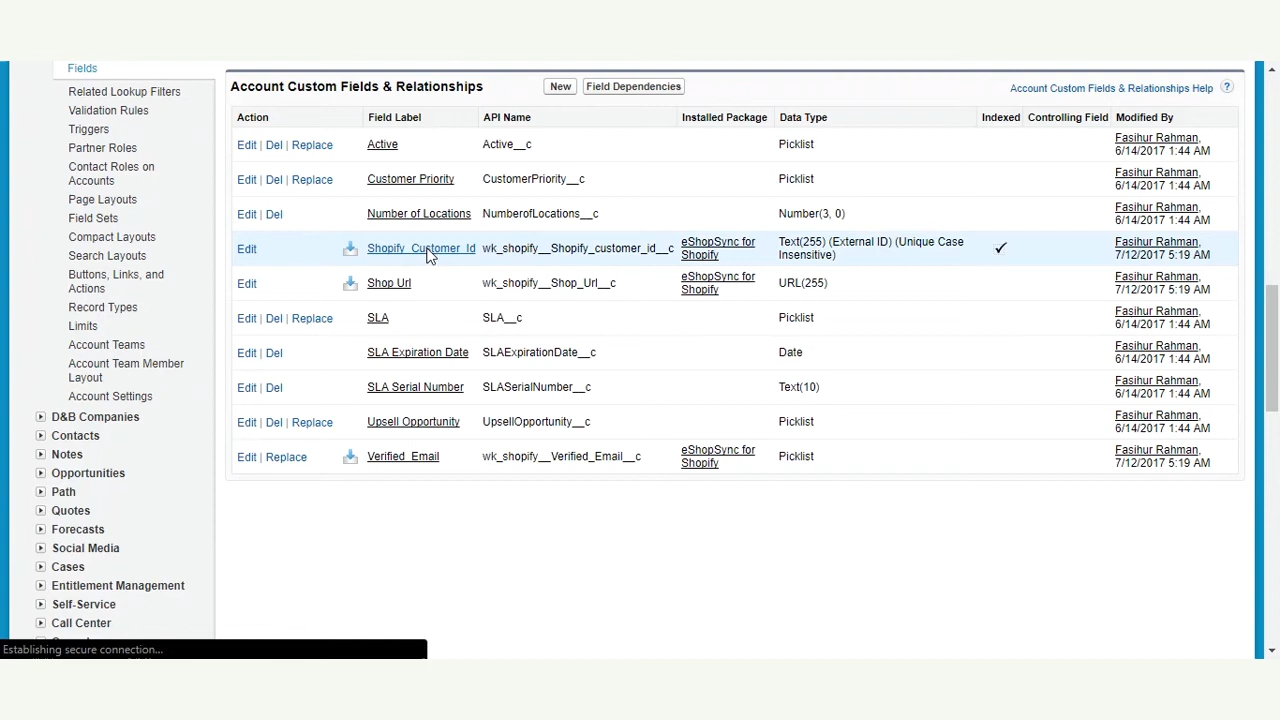 Fields
Related Lookup Filters
Validation Rules
Triggers
Partner Roles
Contact Roles on
Accounts
Page Layouts
Field Sets
Compact Layouts
Search Layouts
Buttons, Links, and
Actions
Record Types
Limits
Account Teams
Account Team Member
Layout
Account Settings
D&B Companies
Contacts
Notes
Opportunities
Path
Quotes
Forecasts
Social Media
Cases
Entitlement Management
Self-Service
Call Center
Establishing secure connection...
Account Custom Fields & Relationships New Field Dependencies Account Custom Fields & Relationships Help ?
Action Field Label API Name Installed Package Data Type Indexed Controlling Field Modified By
Edit | Del | Replace Active Active__c Picklist Fasihur Rahman,
6/14/2017 1:44 AM
Edit | Del | Replace Customer Priority CustomerPriority__c Picklist Fasihur Rahman,
6/14/2017 1:44 AM
Edit | Del Number of Locations NumberofLocations__c Number(3, 0) Fasihur Rahman,
6/14/2017 1:44 AM
Edit Shopify_Customer_Id wk_shopify__Shopify_customer_id__c eShopSync for Text(255) (External ID) (Unique Case ✓ Fasihur Rahman,
Shopify Insensitive) 7/12/2017 5:19 AM
Edit Shop Url wk_shopify__Shop_Url__c eShopSync for URL(255) Fasihur Rahman,
Shopify 7/12/2017 5:19 AM
Edit | Del | Replace SLA SLA__c Picklist Fasihur Rahman,
6/14/2017 1:44 AM
Edit | Del SLA Expiration Date SLAExpirationDate__c Date Fasihur Rahman,
6/14/2017 1:44 AM
Edit | Del SLA Serial Number SLASerialNumber__c Text(10) Fasihur Rahman,
6/14/2017 1:44 AM
Edit | Del | Replace Upsell Opportunity UpsellOpportunity__c Picklist Fasihur Rahman,
6/14/2017 1:44 AM
Edit | Replace Verified_Email wk_shopify__Verified_Email__c eShopSync for Picklist Fasihur Rahman,
Shopify 7/12/2017 5:19 AM